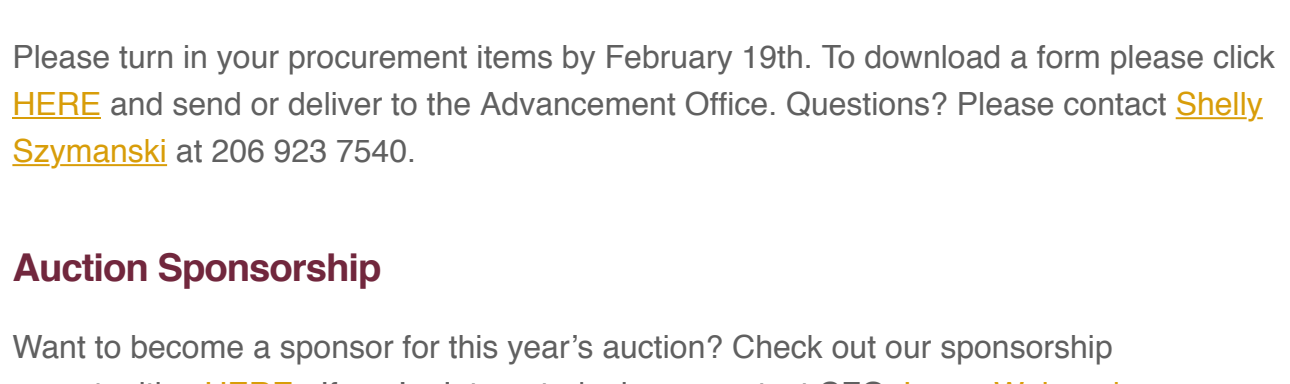 Please turn in your procurement items by February 19th. To download a form please click
HERE and send or deliver to the Advancement Office. Questions? Please contact Shelly
Szymanski at 206 923 7540.
Auction Sponsorship
Want to become a sponsor for this year’s auction? Check out our sponsorship